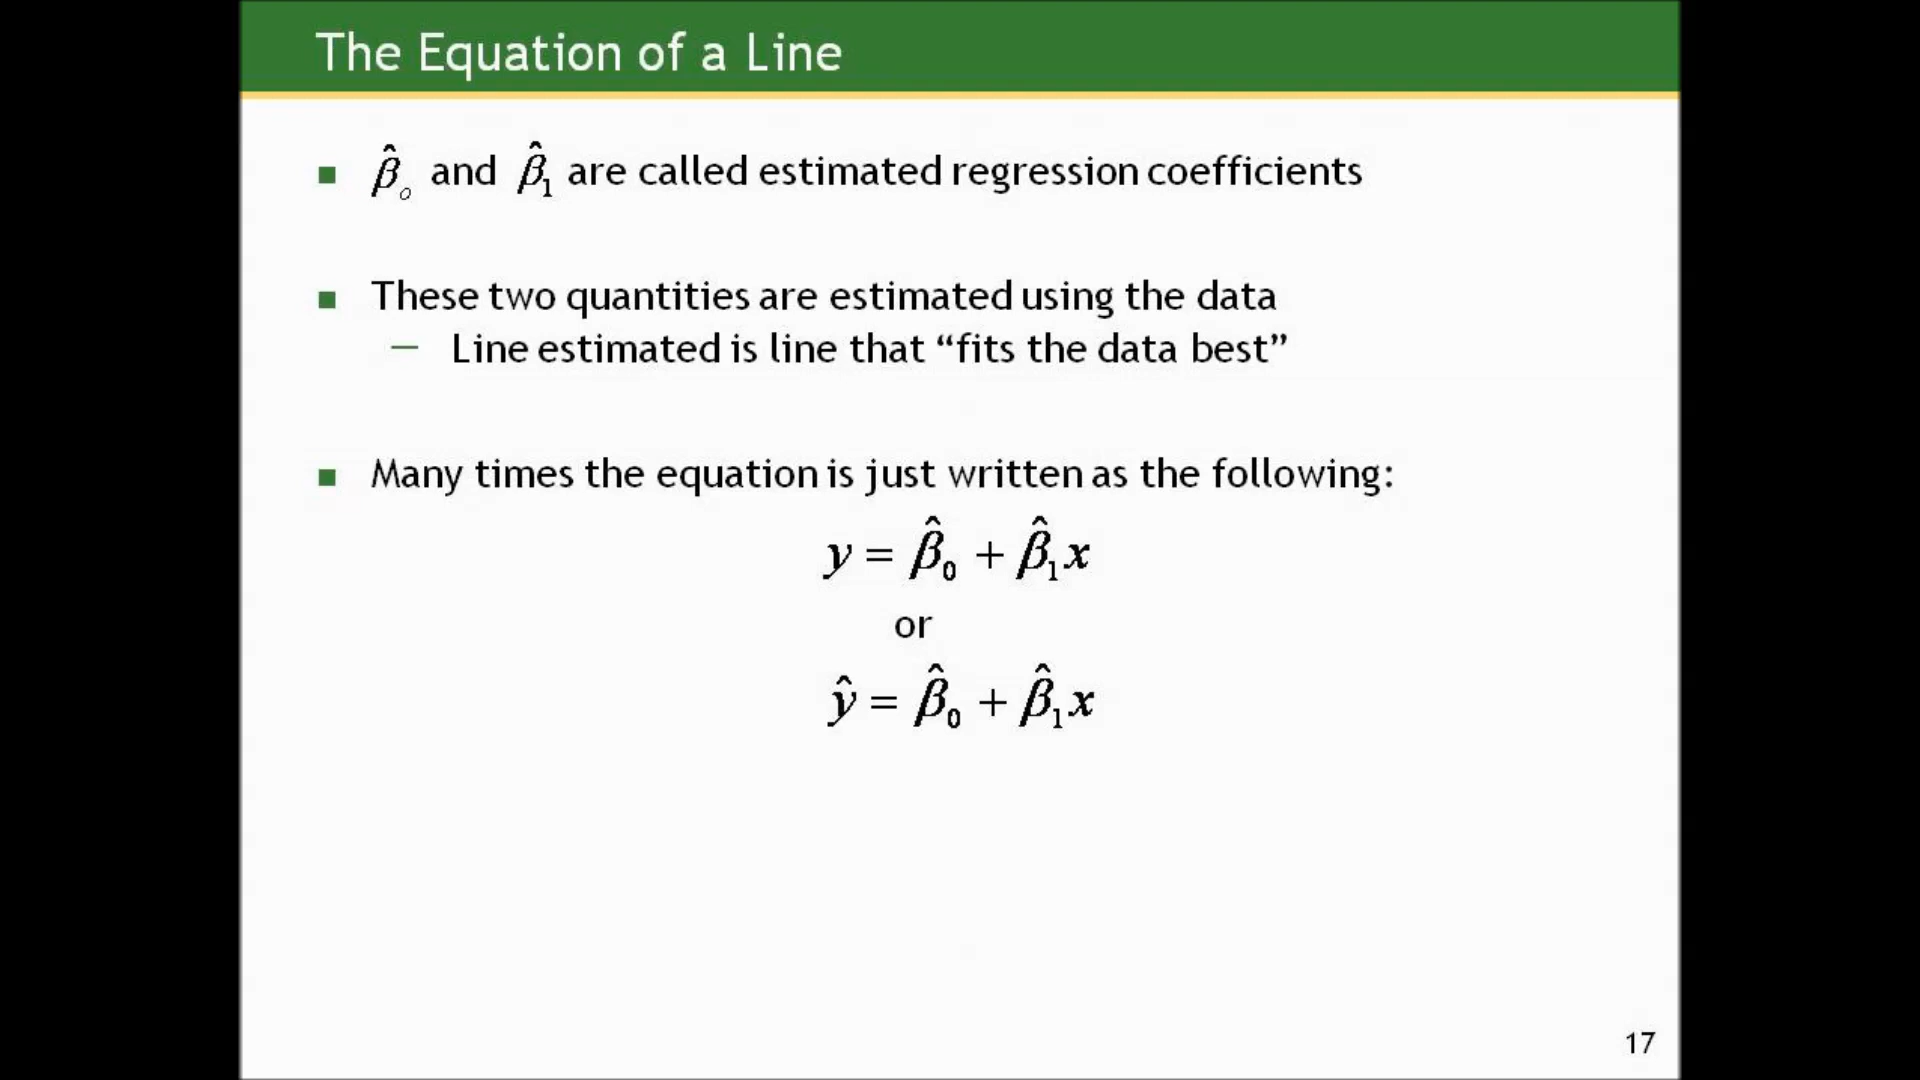 The Equation of a Line
■ β̂ₒ and β̂₁ are called estimated regression coefficients
■ These two quantities are estimated using the data
— Line estimated is line that “fits the data best”
■ Many times the equation is just written as the following:
y = β̂₀ + β̂₁x
or
ŷ = β̂₀ + β̂₁x
17